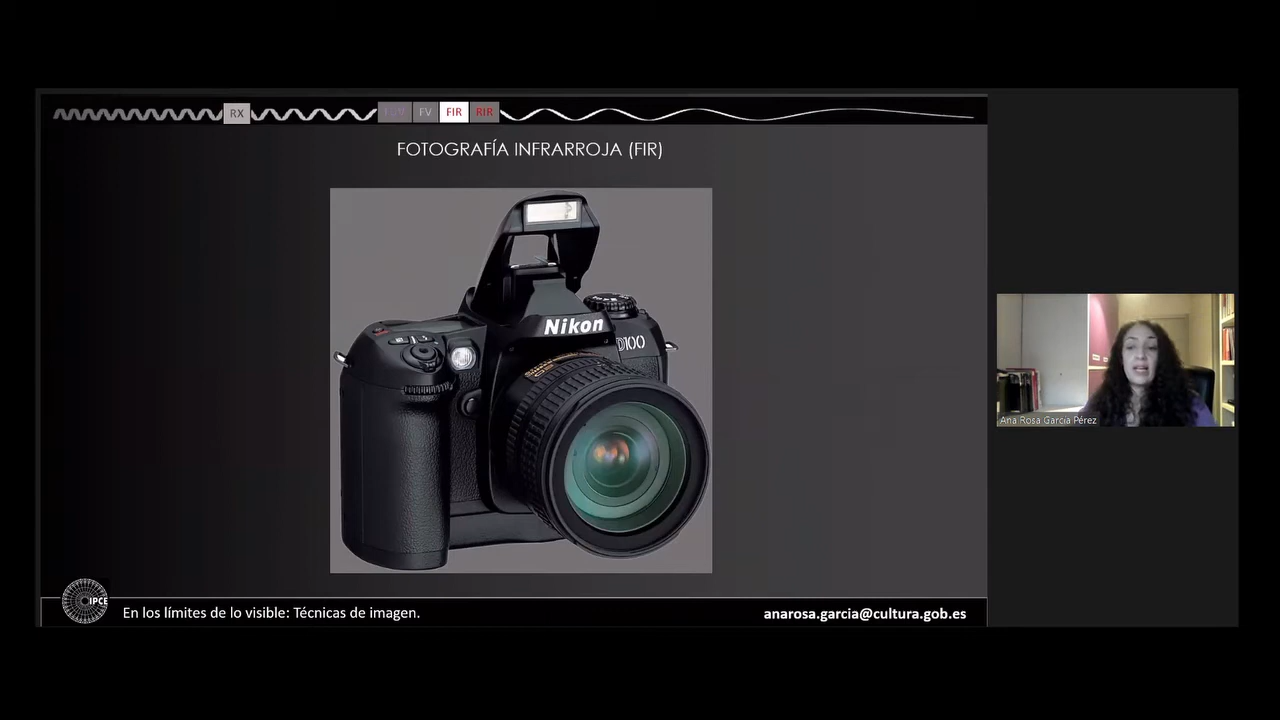 RX
FV
FIR
RIR
FOTOGRAFÍA INFRARROJA (FIR)
Nikon
D100
Ana Rosa García Pérez
IPCE
En los límites de lo visible: Técnicas de imagen.
anarosa.garcia@cultura.gob.es